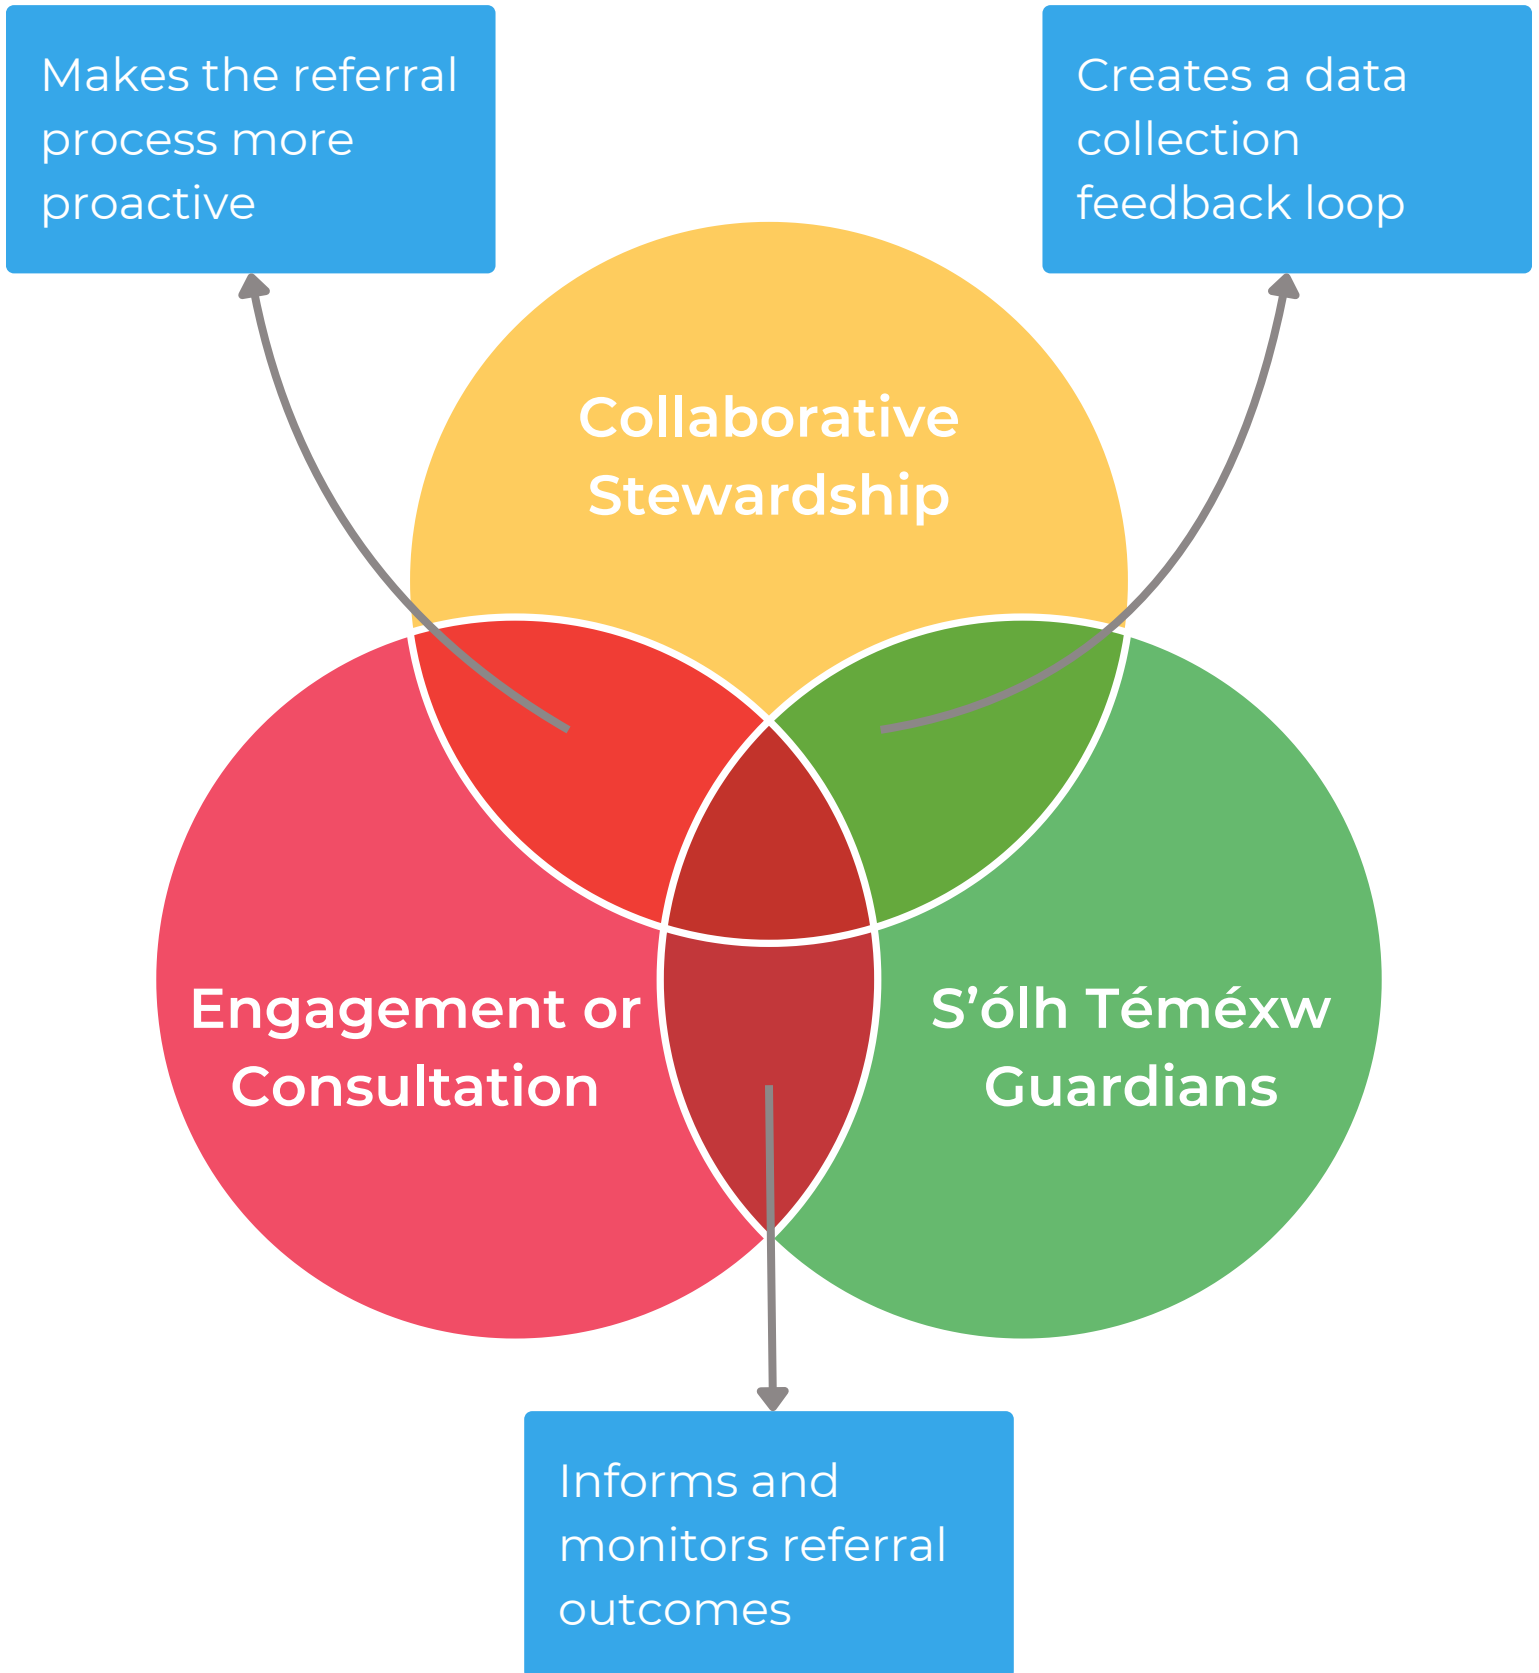 Makes the referral
process more
proactive
Creates a data
collection
feedback loop
Collaborative
Stewardship
Engagement or
Consultation
S’ólh Téméxw
Guardians
Informs and
monitors referral
outcomes